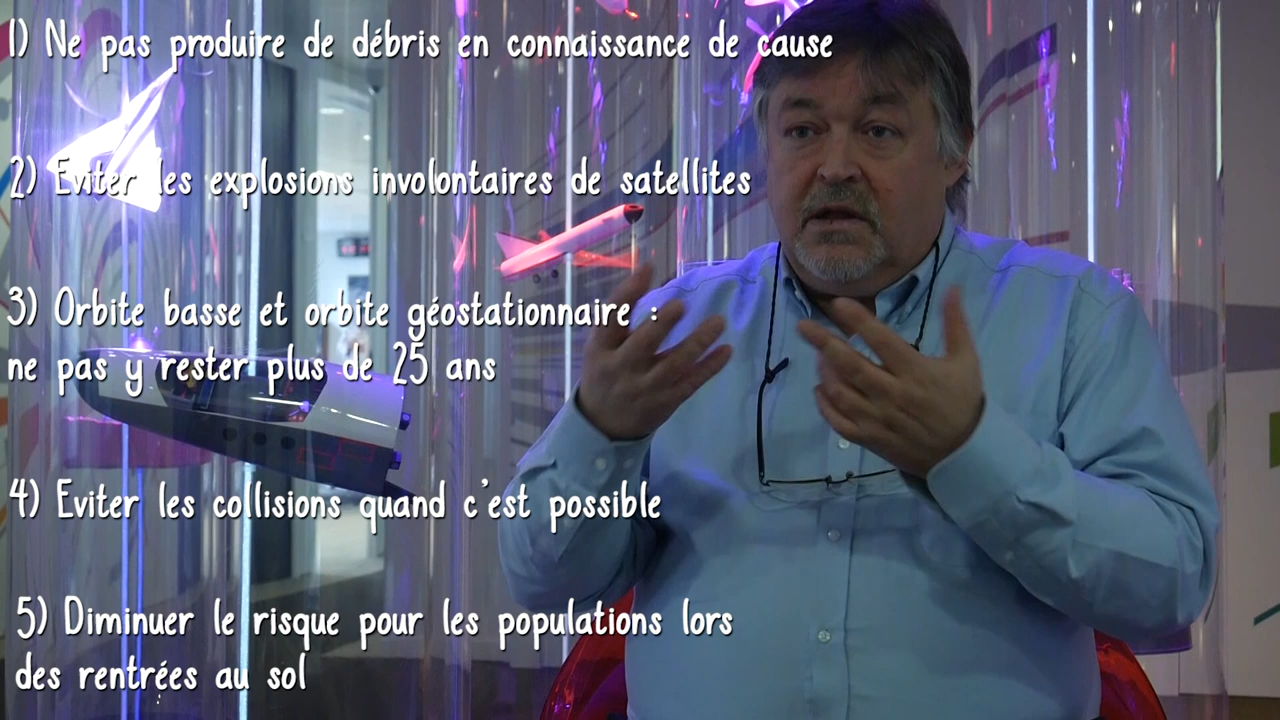 1) Ne pas produire de débris en connaissance de cause
2) Eviter les explosions involontaires de satellites
3) Orbite basse et orbite géostationnaire :
ne pas y rester plus de 25 ans
4) Eviter les collisions quand c'est possible
5) Diminuer le risque pour les populations lors
des rentrées au sol